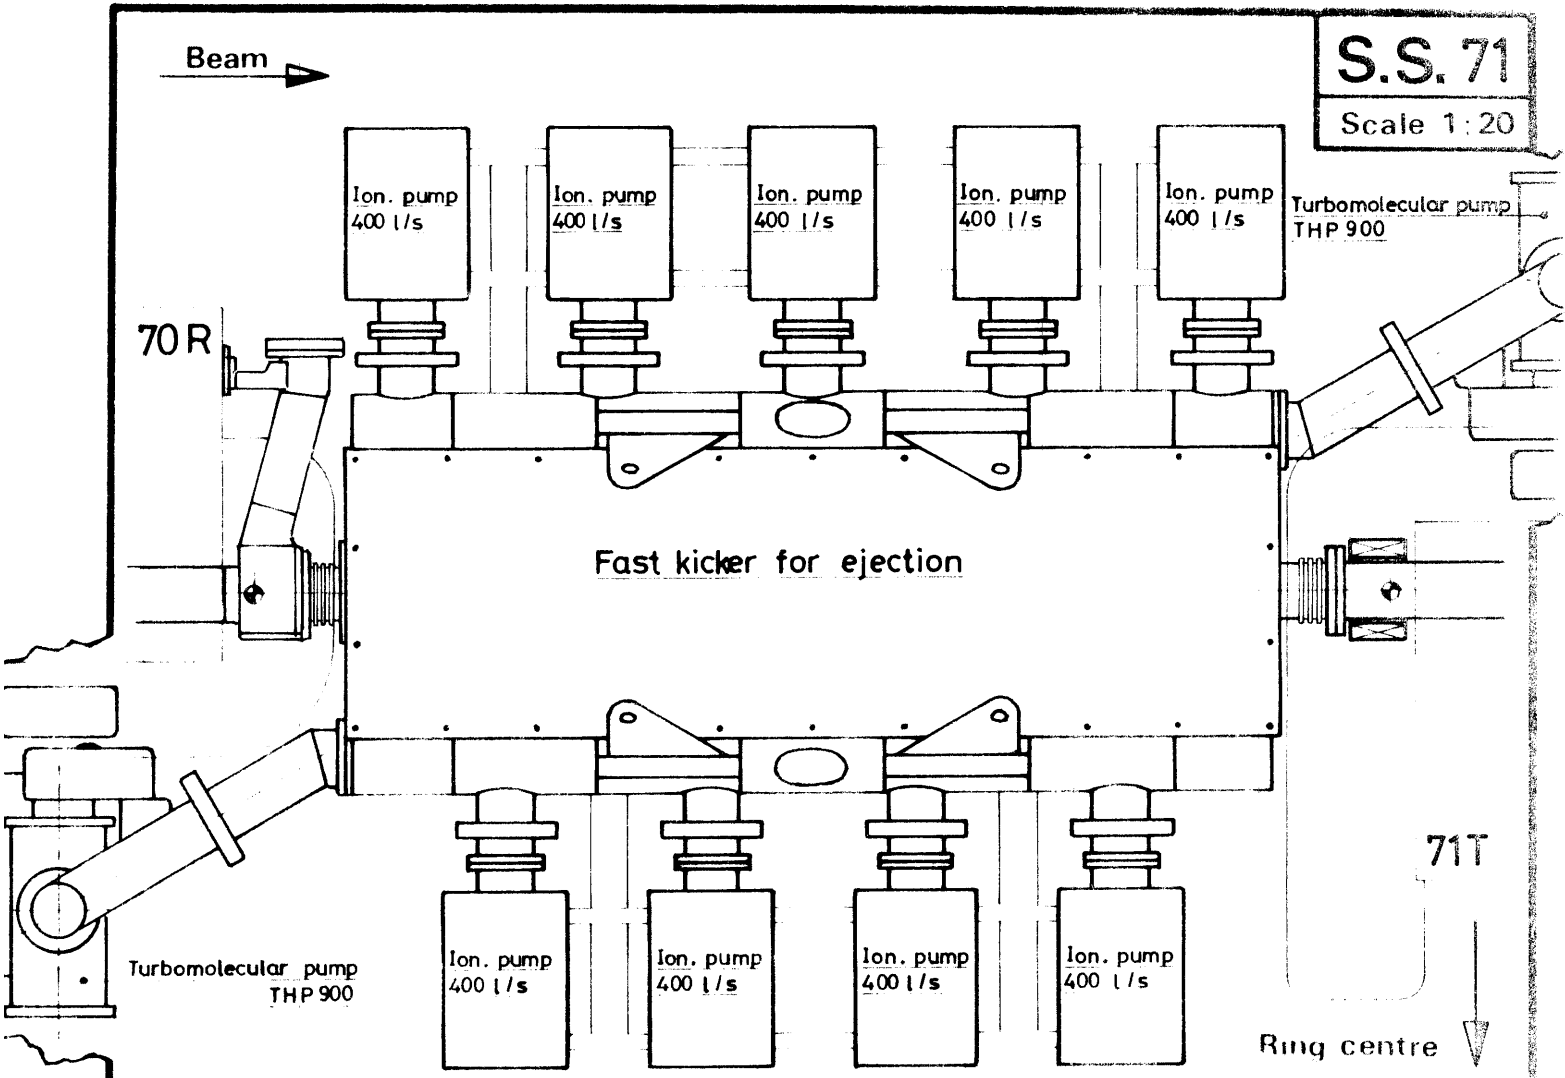 Beam
S.S. 71
Scale 1:20
Ion. pump
400 l/s
Ion. pump
400 l/s
Ion. pump
400 l/s
Ion. pump
400 l/s
Ion. pump
400 l/s
Turbomolecular pump
THP 900
70R
Fast kicker for ejection
71T
Ion. pump
400 l/s
Ion. pump
400 l/s
Ion. pump
400 l/s
Ion. pump
400 l/s
Turbomolecular pump
THP 900
Ring centre